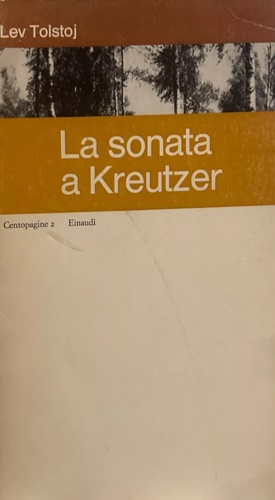 Lev Tolstoj
La sonata
a Kreutzer
Centopagine 2 Einaudi